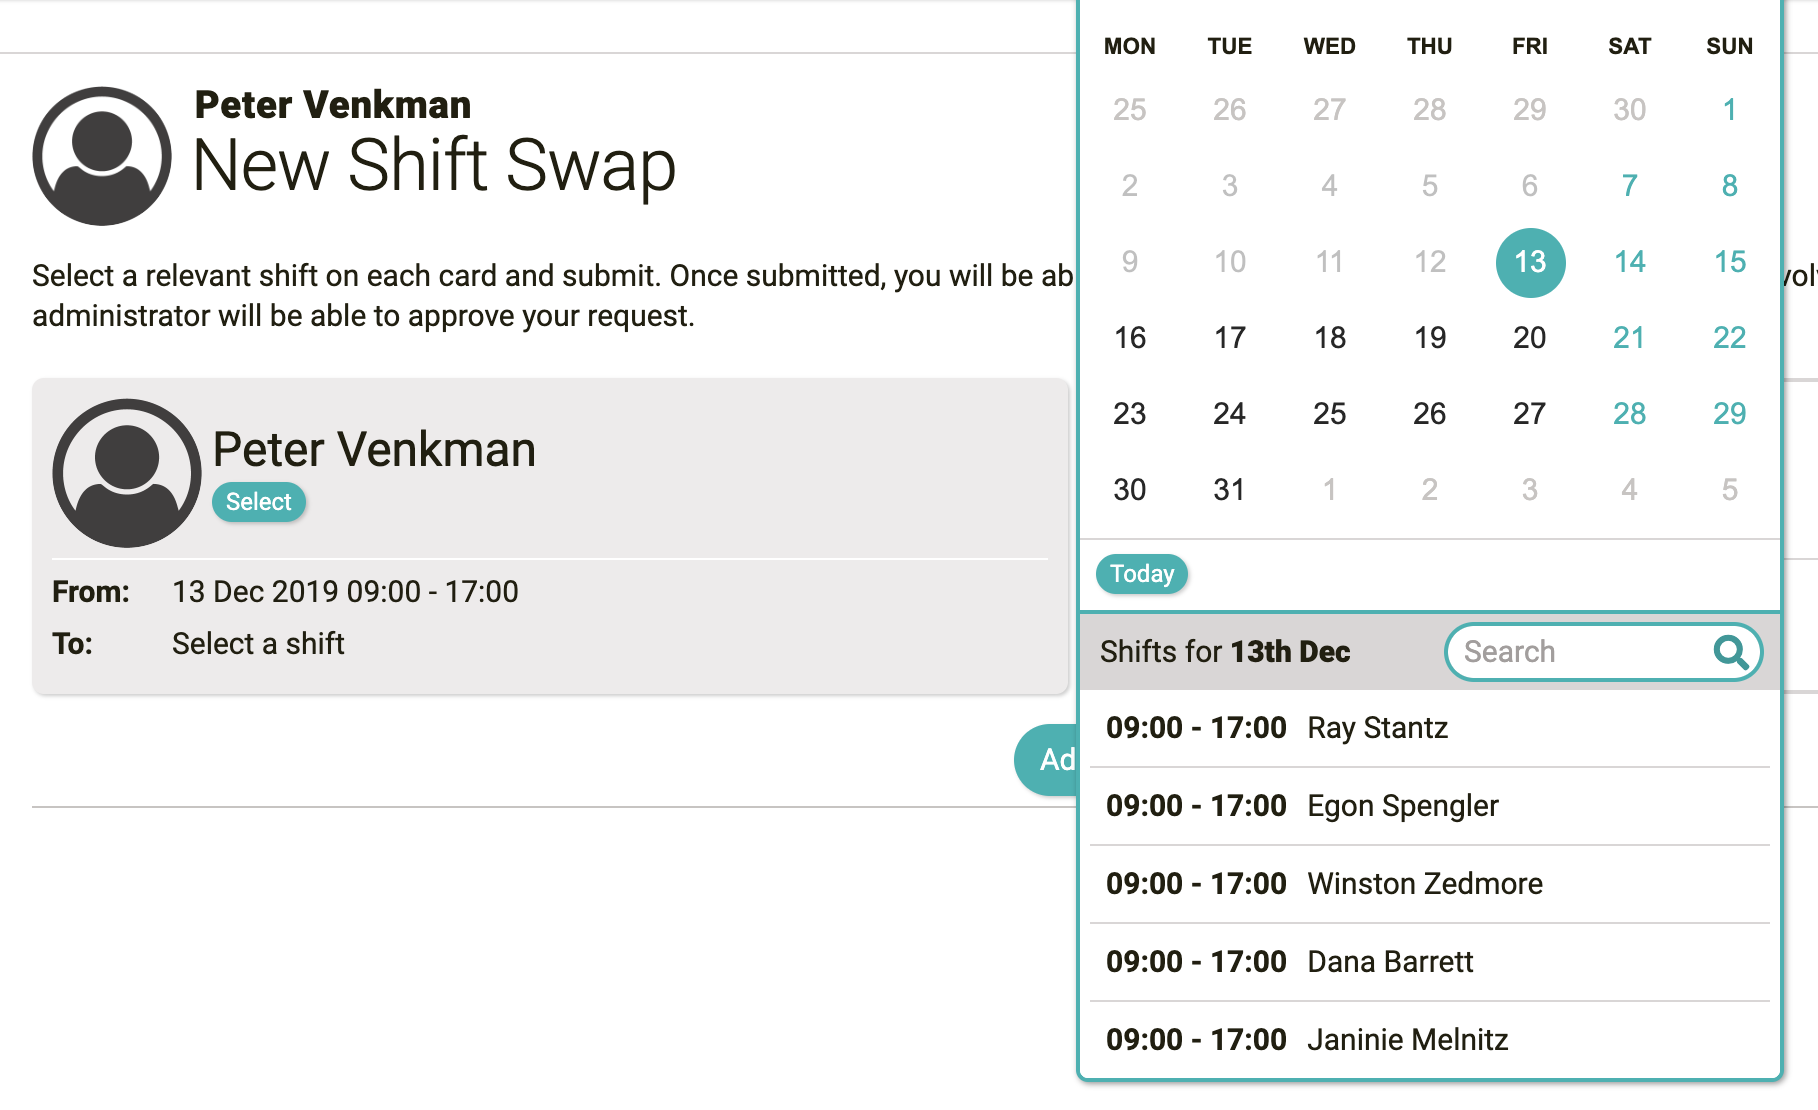 Peter Venkman
New Shift Swap
Select a relevant shift on each card and submit. Once submitted, you will be
administrator will be able to approve your request.
Peter Venkman
Select
From: 13 Dec 2019 09:00 - 17:00
To: Select a shift
MON TUE WED THU FRI SAT SUN
25 26 27 28 29 30 1
2 3 4 5 6 7 8
9 10 11 12 13 14 15
16 17 18 19 20 21 22
23 24 25 26 27 28 29
30 31 1 2 3 4 5
Today
Shifts for 13th Dec
Search
09:00 - 17:00 Ray Stantz
09:00 - 17:00 Egon Spengler
09:00 - 17:00 Winston Zedmore
09:00 - 17:00 Dana Barrett
09:00 - 17:00 Janinie Melnitz